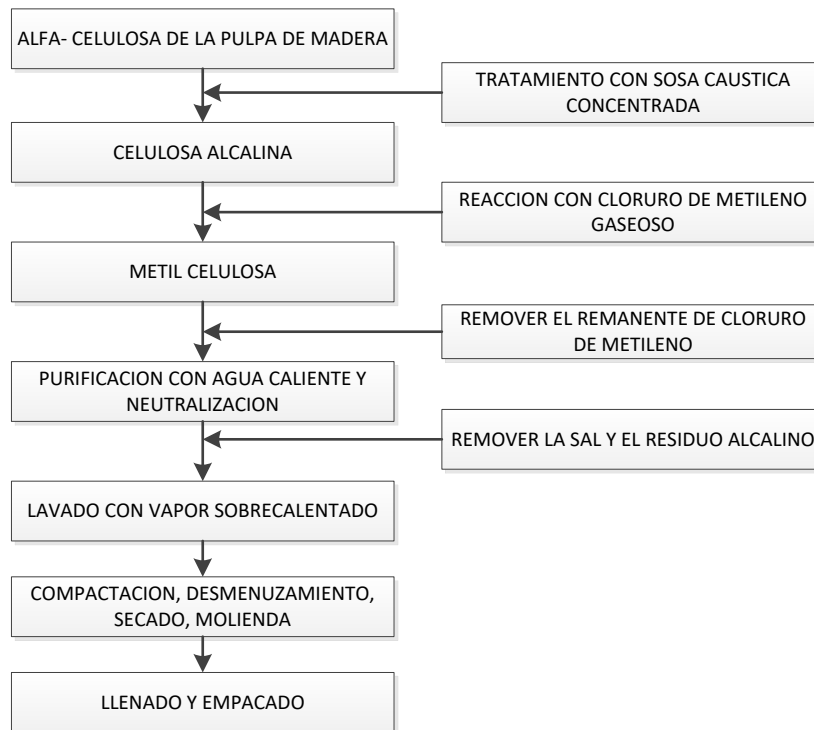 ALFA- CELULOSA DE LA PULPA DE MADERA
TRATAMIENTO CON SOSA CAUSTICA
CONCENTRADA
CELULOSA ALCALINA
REACCION CON CLORURO DE METILENO
GASEOSO
METIL CELULOSA
REMOVER EL REMANENTE DE CLORURO
DE METILENO
PURIFICACION CON AGUA CALIENTE Y
NEUTRALIZACION
REMOVER LA SAL Y EL RESIDUO ALCALINO
LAVADO CON VAPOR SOBRECALENTADO
COMPACTACION, DESMENUZAMIENTO,
SECADO, MOLIENDA
LLENADO Y EMPACADO